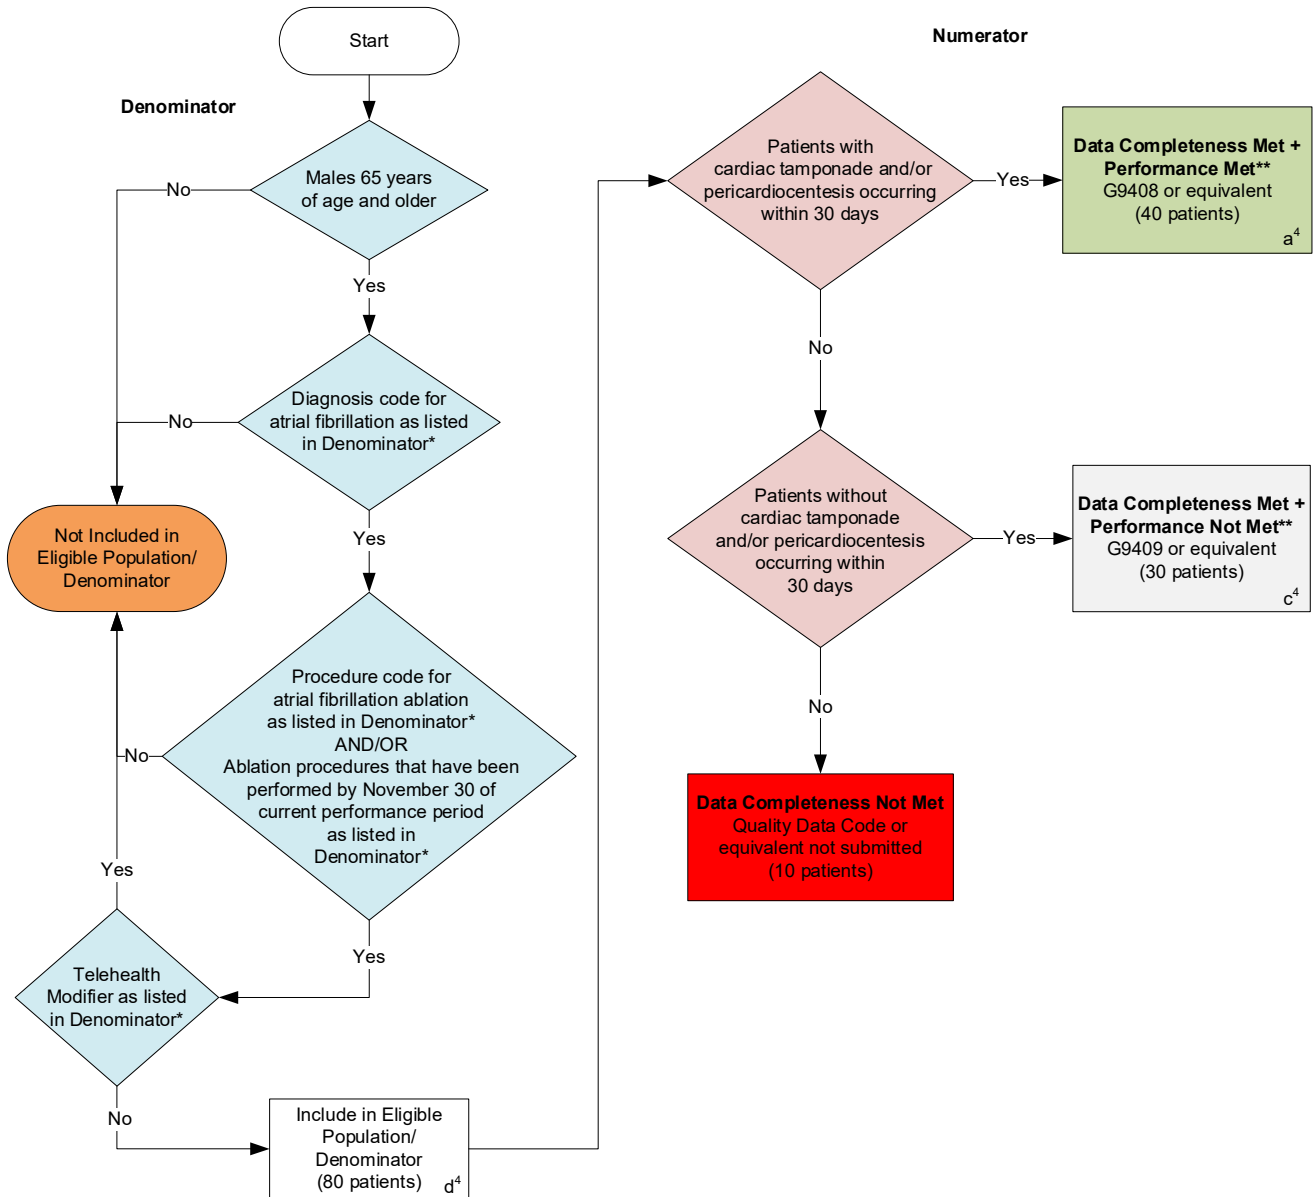 Start
Denominator
Males 65 years
of age and older
No
Yes
Diagnosis code for
atrial fibrillation as listed
in Denominator*
No
Yes
Not Included in
Eligible Population/
Denominator
Procedure code for
atrial fibrillation ablation
as listed in Denominator*
AND/OR
Ablation procedures that have been
performed by November 30 of
current performance period
as listed in
Denominator*
No
Yes
Yes
Telehealth
Modifier as listed
in Denominator*
No
Include in Eligible
Population/
Denominator
(80 patients)
d⁴
Numerator
Patients with
cardiac tamponade and/or
pericardiocentesis occurring
within 30 days
Yes
Data Completeness Met +
Performance Met**
G9408 or equivalent
(40 patients)
a⁴
No
Patients without
cardiac tamponade
and/or pericardiocentesis
occurring within
30 days
Yes
Data Completeness Met +
Performance Not Met**
G9409 or equivalent
(30 patients)
c⁴
No
Data Completeness Not Met
Quality Data Code or
equivalent not submitted
(10 patients)